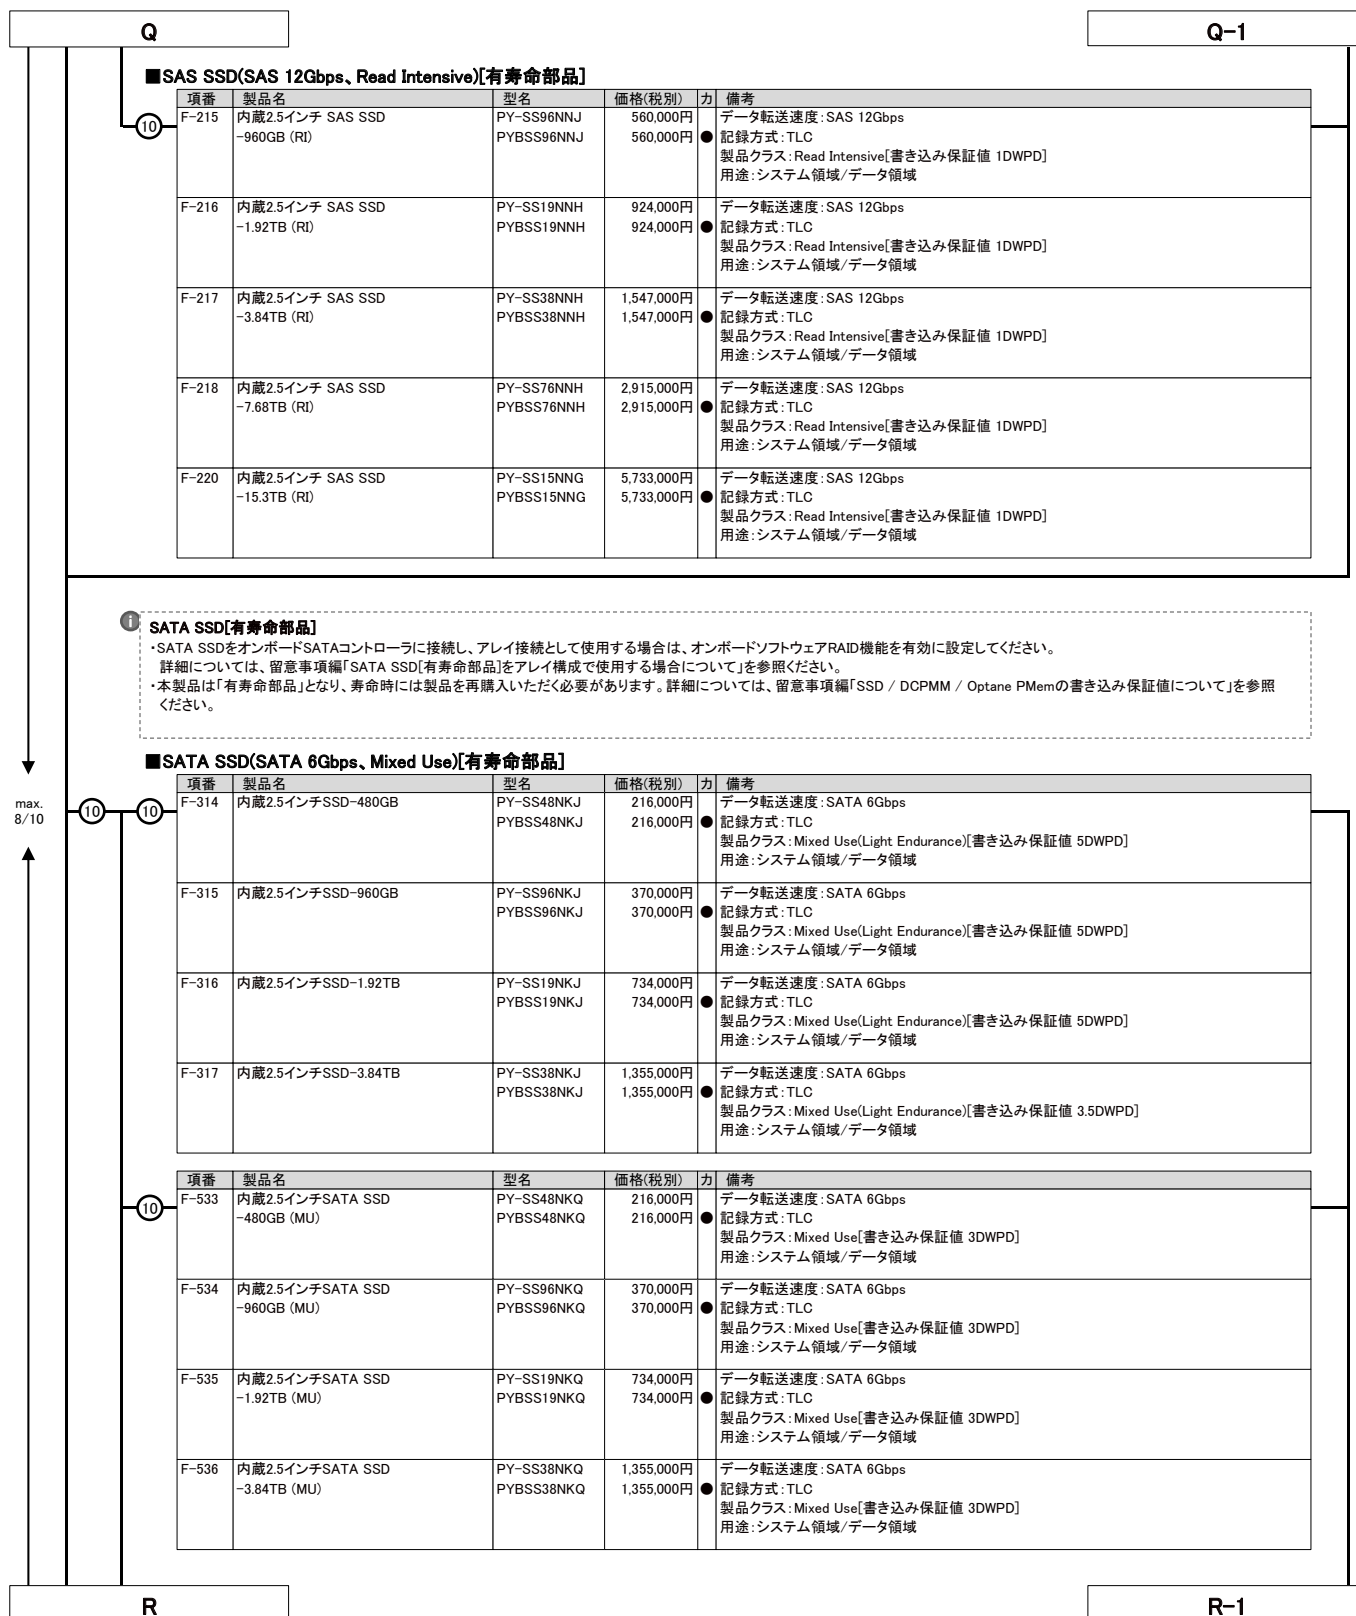 Q
Q-1
■SAS SSD(SAS 12Gbps、Read Intensive)[有寿命部品]
項番 製品名 型名 価格(税別) カ 備考
⑩
F-215 内蔵2.5インチ SAS SSD PY-SS96NNJ 560,000円 データ転送速度:SAS 12Gbps
-960GB (RI) PYBSS96NNJ 560,000円 ● 記録方式:TLC
製品クラス:Read Intensive[書き込み保証値 1DWPD]
用途:システム領域/データ領域
F-216 内蔵2.5インチ SAS SSD PY-SS19NNH 924,000円 データ転送速度:SAS 12Gbps
-1.92TB (RI) PYBSS19NNH 924,000円 ● 記録方式:TLC
製品クラス:Read Intensive[書き込み保証値 1DWPD]
用途:システム領域/データ領域
F-217 内蔵2.5インチ SAS SSD PY-SS38NNH 1,547,000円 データ転送速度:SAS 12Gbps
-3.84TB (RI) PYBSS38NNH 1,547,000円 ● 記録方式:TLC
製品クラス:Read Intensive[書き込み保証値 1DWPD]
用途:システム領域/データ領域
F-218 内蔵2.5インチ SAS SSD PY-SS76NNH 2,915,000円 データ転送速度:SAS 12Gbps
-7.68TB (RI) PYBSS76NNH 2,915,000円 ● 記録方式:TLC
製品クラス:Read Intensive[書き込み保証値 1DWPD]
用途:システム領域/データ領域
F-220 内蔵2.5インチ SAS SSD PY-SS15NNG 5,733,000円 データ転送速度:SAS 12Gbps
-15.3TB (RI) PYBSS15NNG 5,733,000円 ● 記録方式:TLC
製品クラス:Read Intensive[書き込み保証値 1DWPD]
用途:システム領域/データ領域
i
SATA SSD[有寿命部品]
・SATA SSDをオンボードSATAコントローラに接続し、アレイ接続として使用する場合は、オンボードソフトウェアRAID機能を有効に設定してください。
詳細については、留意事項編「SATA SSD[有寿命部品]をアレイ構成で使用する場合について」を参照ください。
・本製品は「有寿命部品」となり、寿命時には製品を再購入いただく必要があります。詳細については、留意事項編「SSD / DCPMM / Optane PMemの書き込み保証値について」を参照
ください。
■SATA SSD(SATA 6Gbps、Mixed Use)[有寿命部品]
項番 製品名 型名 価格(税別) カ 備考
max.
8/10
⑩ ⑩
F-314 内蔵2.5インチSSD-480GB PY-SS48NKJ 216,000円 データ転送速度:SATA 6Gbps
PYBSS48NKJ 216,000円 ● 記録方式:TLC
製品クラス:Mixed Use(Light Endurance)[書き込み保証値 5DWPD]
用途:システム領域/データ領域
F-315 内蔵2.5インチSSD-960GB PY-SS96NKJ 370,000円 データ転送速度:SATA 6Gbps
PYBSS96NKJ 370,000円 ● 記録方式:TLC
製品クラス:Mixed Use(Light Endurance)[書き込み保証値 5DWPD]
用途:システム領域/データ領域
F-316 内蔵2.5インチSSD-1.92TB PY-SS19NKJ 734,000円 データ転送速度:SATA 6Gbps
PYBSS19NKJ 734,000円 ● 記録方式:TLC
製品クラス:Mixed Use(Light Endurance)[書き込み保証値 5DWPD]
用途:システム領域/データ領域
F-317 内蔵2.5インチSSD-3.84TB PY-SS38NKJ 1,355,000円 データ転送速度:SATA 6Gbps
PYBSS38NKJ 1,355,000円 ● 記録方式:TLC
製品クラス:Mixed Use(Light Endurance)[書き込み保証値 3.5DWPD]
用途:システム領域/データ領域
項番 製品名 型名 価格(税別) カ 備考
⑩
F-533 内蔵2.5インチSATA SSD PY-SS48NKQ 216,000円 データ転送速度:SATA 6Gbps
-480GB (MU) PYBSS48NKQ 216,000円 ● 記録方式:TLC
製品クラス:Mixed Use[書き込み保証値 3DWPD]
用途:システム領域/データ領域
F-534 内蔵2.5インチSATA SSD PY-SS96NKQ 370,000円 データ転送速度:SATA 6Gbps
-960GB (MU) PYBSS96NKQ 370,000円 ● 記録方式:TLC
製品クラス:Mixed Use[書き込み保証値 3DWPD]
用途:システム領域/データ領域
F-535 内蔵2.5インチSATA SSD PY-SS19NKQ 734,000円 データ転送速度:SATA 6Gbps
-1.92TB (MU) PYBSS19NKQ 734,000円 ● 記録方式:TLC
製品クラス:Mixed Use[書き込み保証値 3DWPD]
用途:システム領域/データ領域
F-536 内蔵2.5インチSATA SSD PY-SS38NKQ 1,355,000円 データ転送速度:SATA 6Gbps
-3.84TB (MU) PYBSS38NKQ 1,355,000円 ● 記録方式:TLC
製品クラス:Mixed Use[書き込み保証値 3DWPD]
用途:システム領域/データ領域
R
R-1